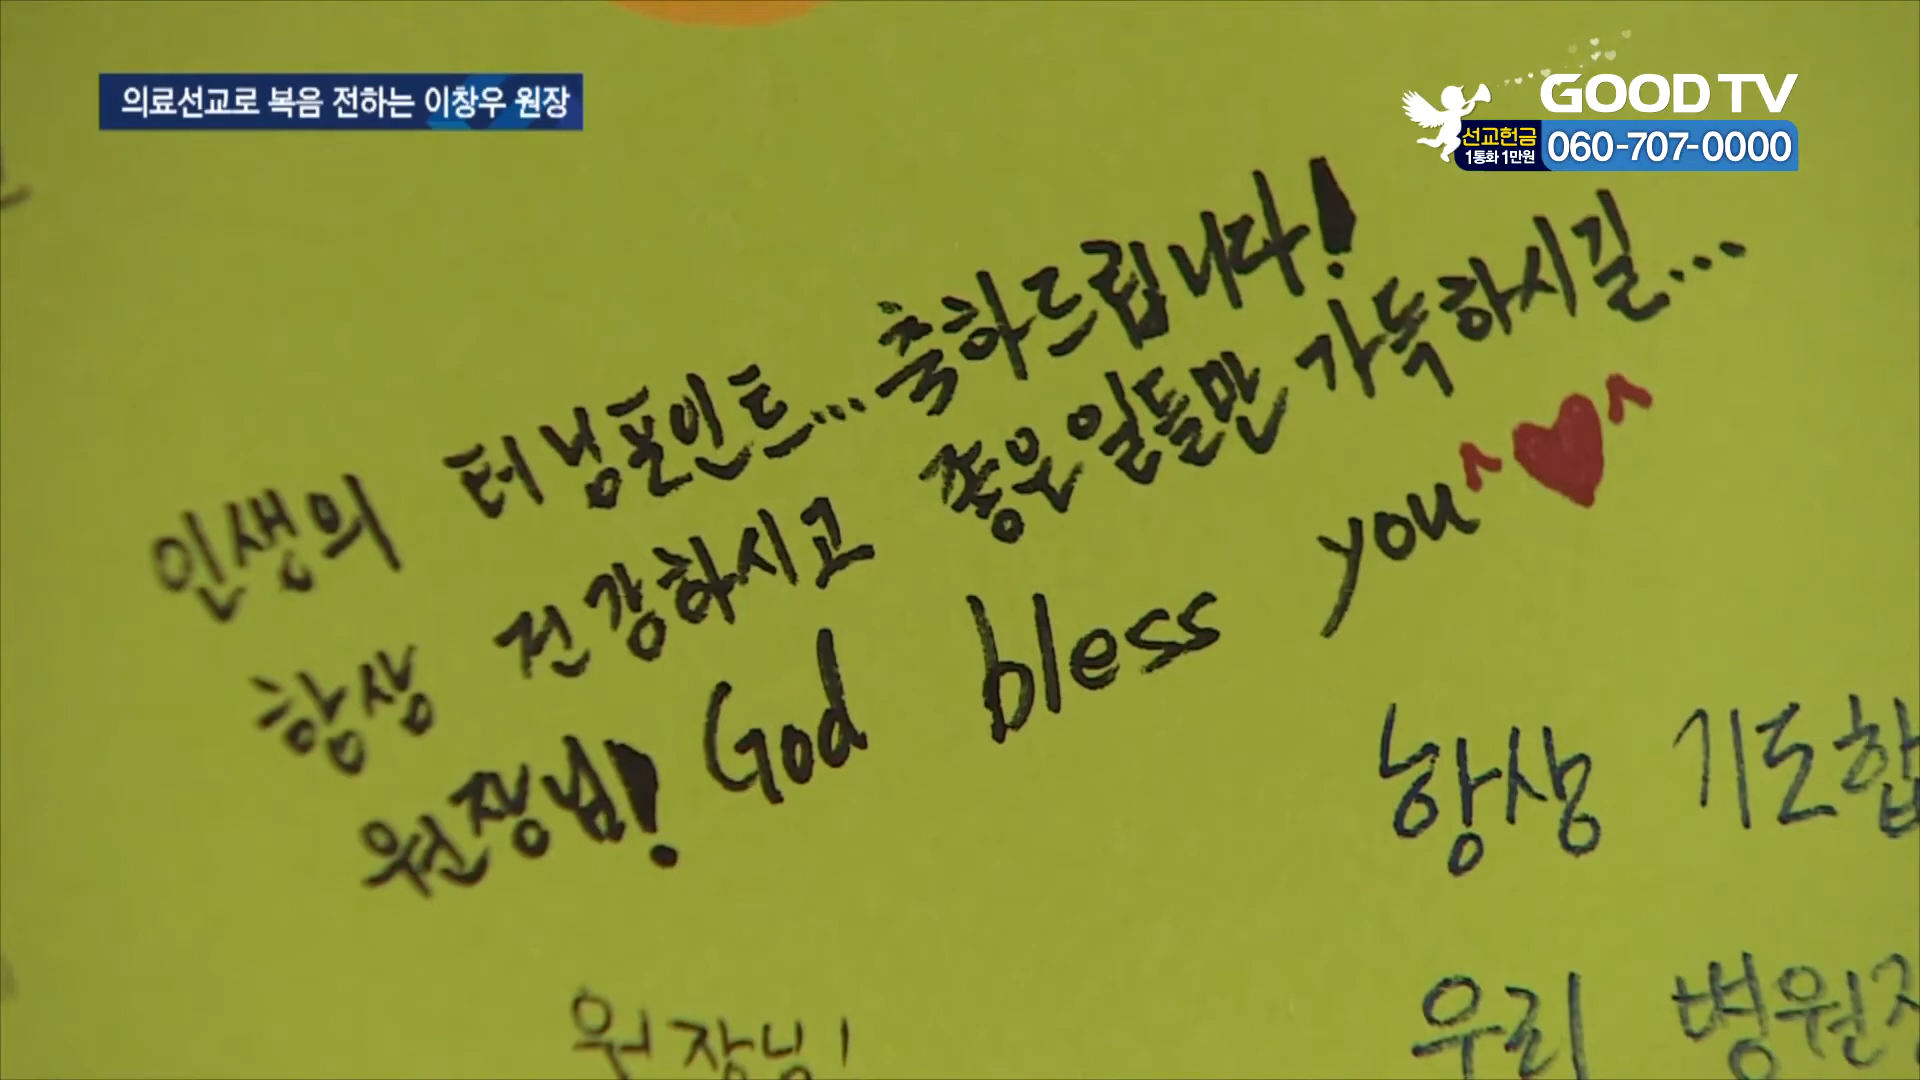 의료선교로 복음 전하는 이창우 원장
GOODTV
선교헌금
1통화 1만원
060-707-0000
인생의 터닝포인트... 축하드립니다!
항상 건강하시고 좋은일들만 가득하시길...
원장님! God bless you^♥^
항상 기도합
우리 병원
원장님!